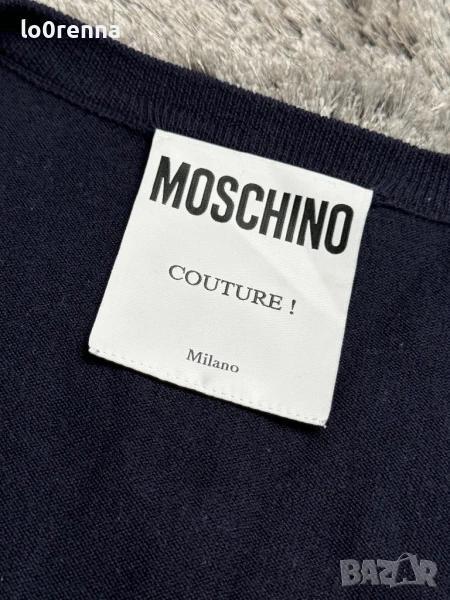 lo0renna
MOSCHINO
COUTURE !
Milano
BAZAR